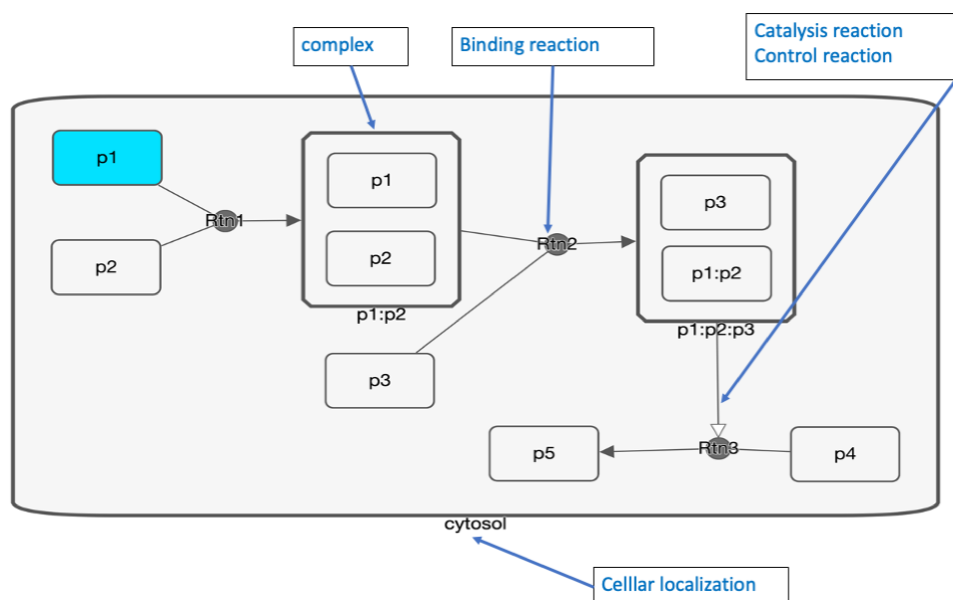 complex
Binding reaction
Catalysis reaction
Control reaction
p1
p2
Rtn1
p1
p2
p1:p2
p3
Rtn2
p3
p1:p2
p1:p2:p3
p5
Rtn3
p4
cytosol
Celllar localization